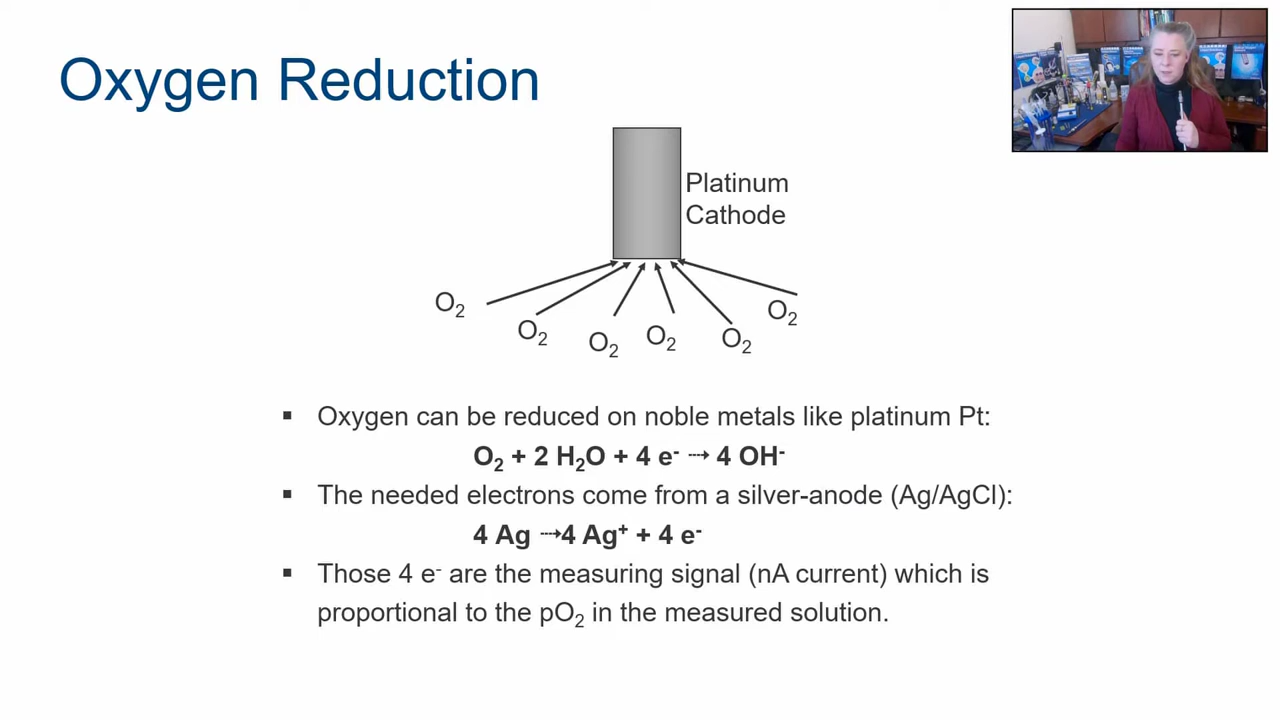 Oxygen Reduction
Platinum
Cathode
O₂
O₂
O₂
O₂
O₂
O₂
▪ Oxygen can be reduced on noble metals like platinum Pt:
O₂ + 2 H₂O + 4 e⁻ ⤑ 4 OH⁻
▪ The needed electrons come from a silver-anode (Ag/AgCl):
4 Ag ⤑4 Ag⁺ + 4 e⁻
▪ Those 4 e⁻ are the measuring signal (nA current) which is
proportional to the pO₂ in the measured solution.